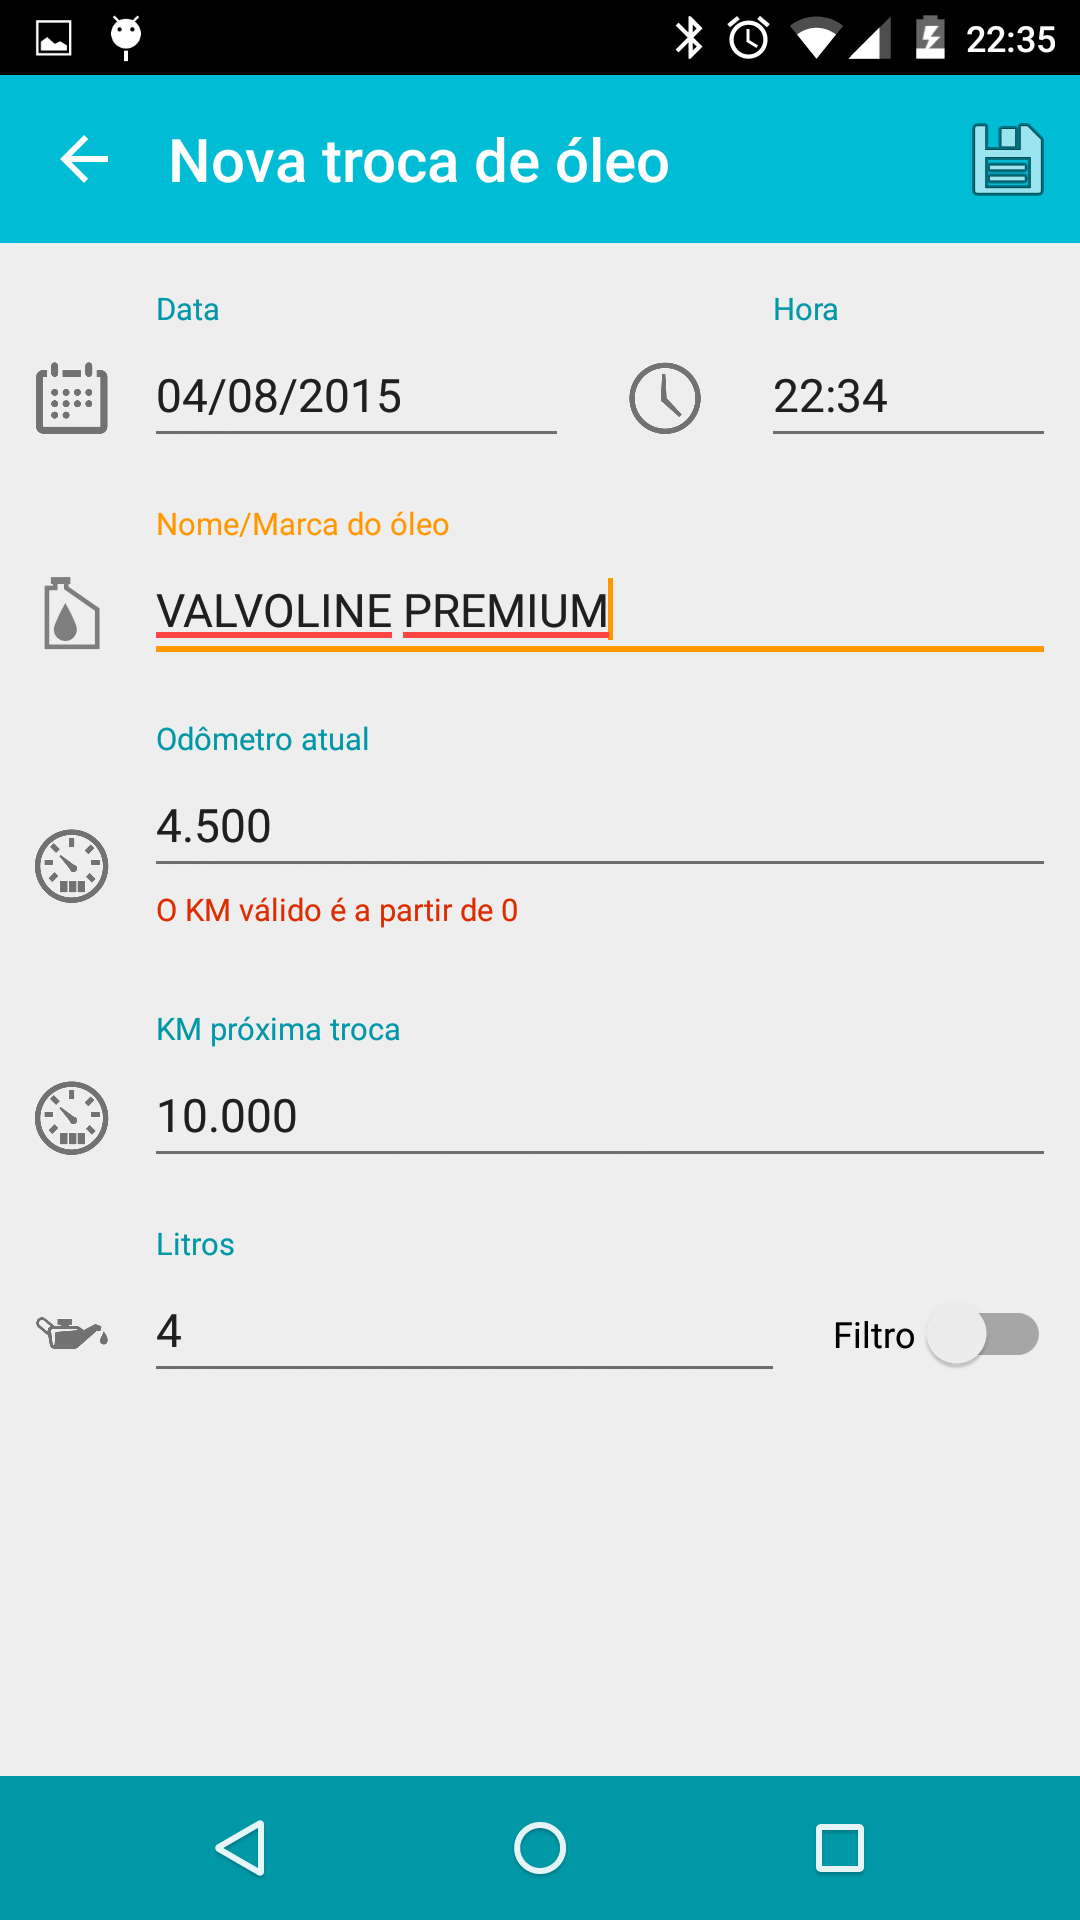 22:35
Nova troca de óleo
Data
Hora
04/08/2015
22:34
Nome/Marca do óleo
VALVOLINE PREMIUM
Odômetro atual
4.500
O KM válido é a partir de 0
KM próxima troca
10.000
Litros
4
Filtro